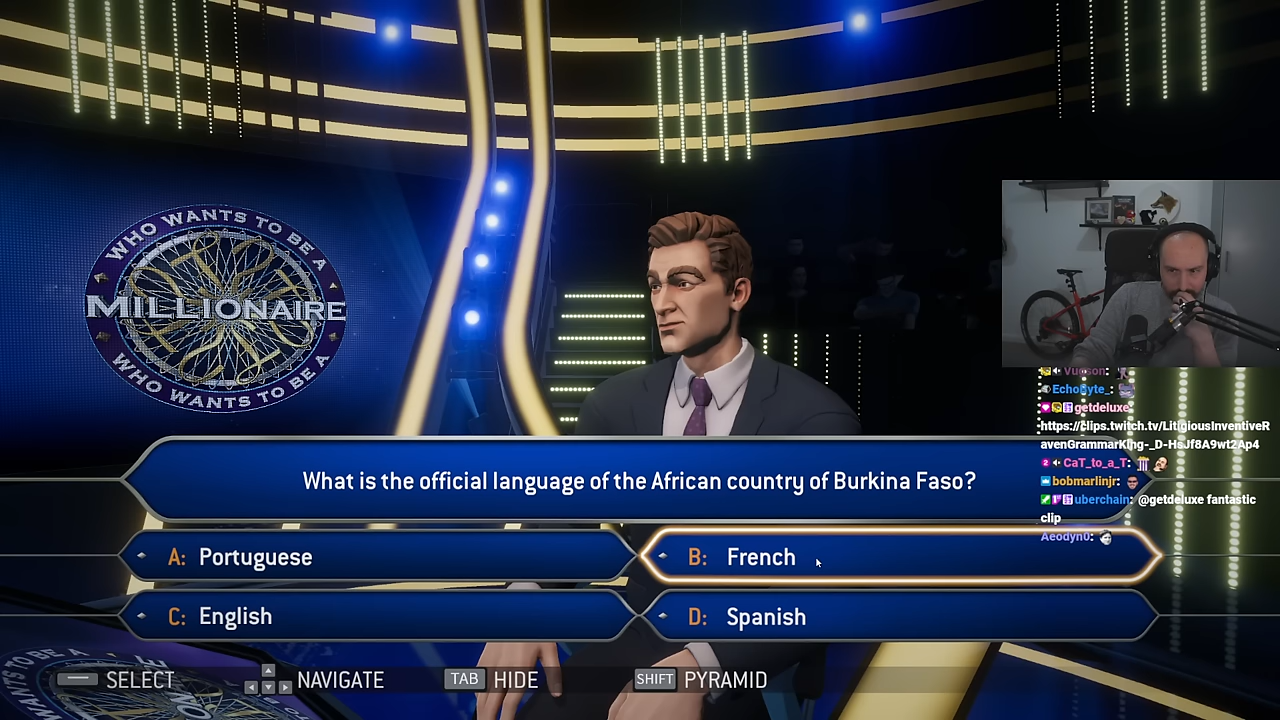 WHO WANTS TO BE A
MILLIONAIRE
WHO WANTS TO BE A
Vucson:
EchoByte_:
getdeluxe
https://clips.twitch.tv/LitigiousInventiveR
avenGrammarKing-_D-HsJf8A9wt2Ap4
CaT_to_a_T:
bobmarlinjr:
uberchain: @getdeluxe fantastic
clip
Aeodyn0:
What is the official language of the African country of Burkina Faso?
A: Portuguese
B: French
C: English
D: Spanish
SELECT
NAVIGATE
TAB HIDE
SHIFT PYRAMID